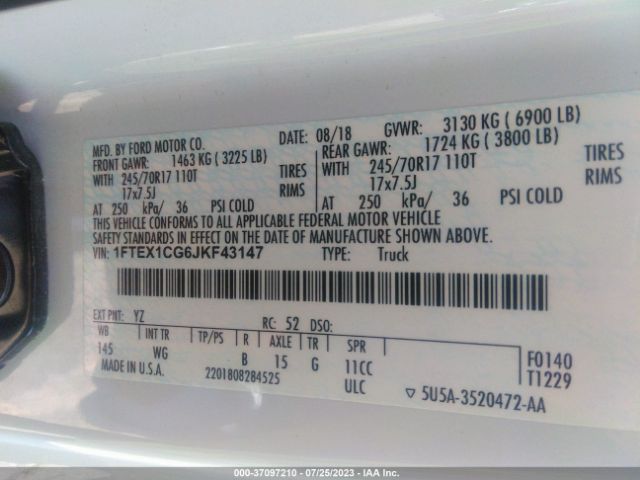 MFD. BY FORD MOTOR CO.
DATE: 08/18 GVWR: 3130 KG ( 6900 LB)
FRONT GAWR: 1463 KG ( 3225 LB)
REAR GAWR: 1724 KG ( 3800 LB)
WITH 245/70R17 110T TIRES
WITH 245/70R17 110T TIRES
17x7.5J RIMS
17x7.5J RIMS
AT 250 kPa/ 36 PSI COLD
AT 250 kPa/ 36 PSI COLD
THIS VEHICLE CONFORMS TO ALL APPLICABLE FEDERAL MOTOR VEHICLE
SAFETY STANDARDS IN EFFECT ON THE DATE OF MANUFACTURE SHOWN ABOVE.
VIN: 1FTEX1CG6JKF43147 TYPE: Truck
EXT PNT: YZ RC: 52 DSO:
WB INT TR TP/PS R AXLE TR SPR
145 WG B 15 G 11CC
F0140
MADE IN U.S.A. 2201808284525 ULC
T1229
▽ 5U5A-3520472-AA
000-37097210 / 07/25/2023 / IAA Inc.